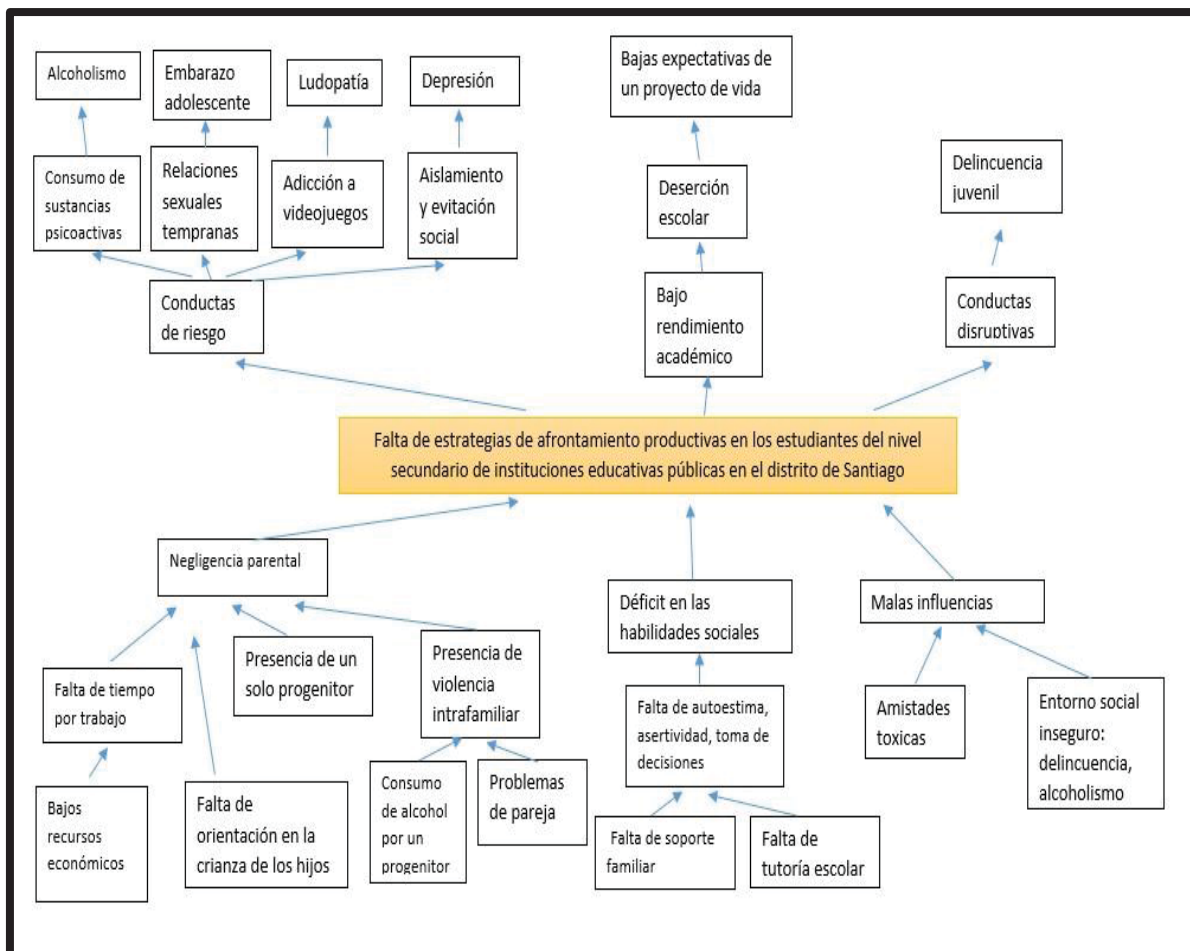 Alcoholismo
Embarazo
adolescente
Ludopatía
Depresión
Bajas expectativas de
un proyecto de vida
Consumo de
sustancias
psicoactivas
Relaciones
sexuales
tempranas
Adicción a
videojuegos
Aislamiento
y evitación
social
Deserción
escolar
Delincuencia
juvenil
Conductas
de riesgo
Bajo
rendimiento
académico
Conductas
disruptivas
Falta de estrategias de afrontamiento productivas en los estudiantes del nivel
secundario de instituciones educativas públicas en el distrito de Santiago
Negligencia parental
Déficit en las
habilidades sociales
Malas influencias
Falta de tiempo
por trabajo
Presencia de un
solo progenitor
Presencia de
violencia
intrafamiliar
Falta de autoestima,
asertividad, toma de
decisiones
Amistades
toxicas
Entorno social
inseguro:
delincuencia,
alcoholismo
Bajos
recursos
económicos
Falta de
orientación en la
crianza de los hijos
Consumo
de alcohol
por un
progenitor
Problemas
de pareja
Falta de soporte
familiar
Falta de
tutoría escolar